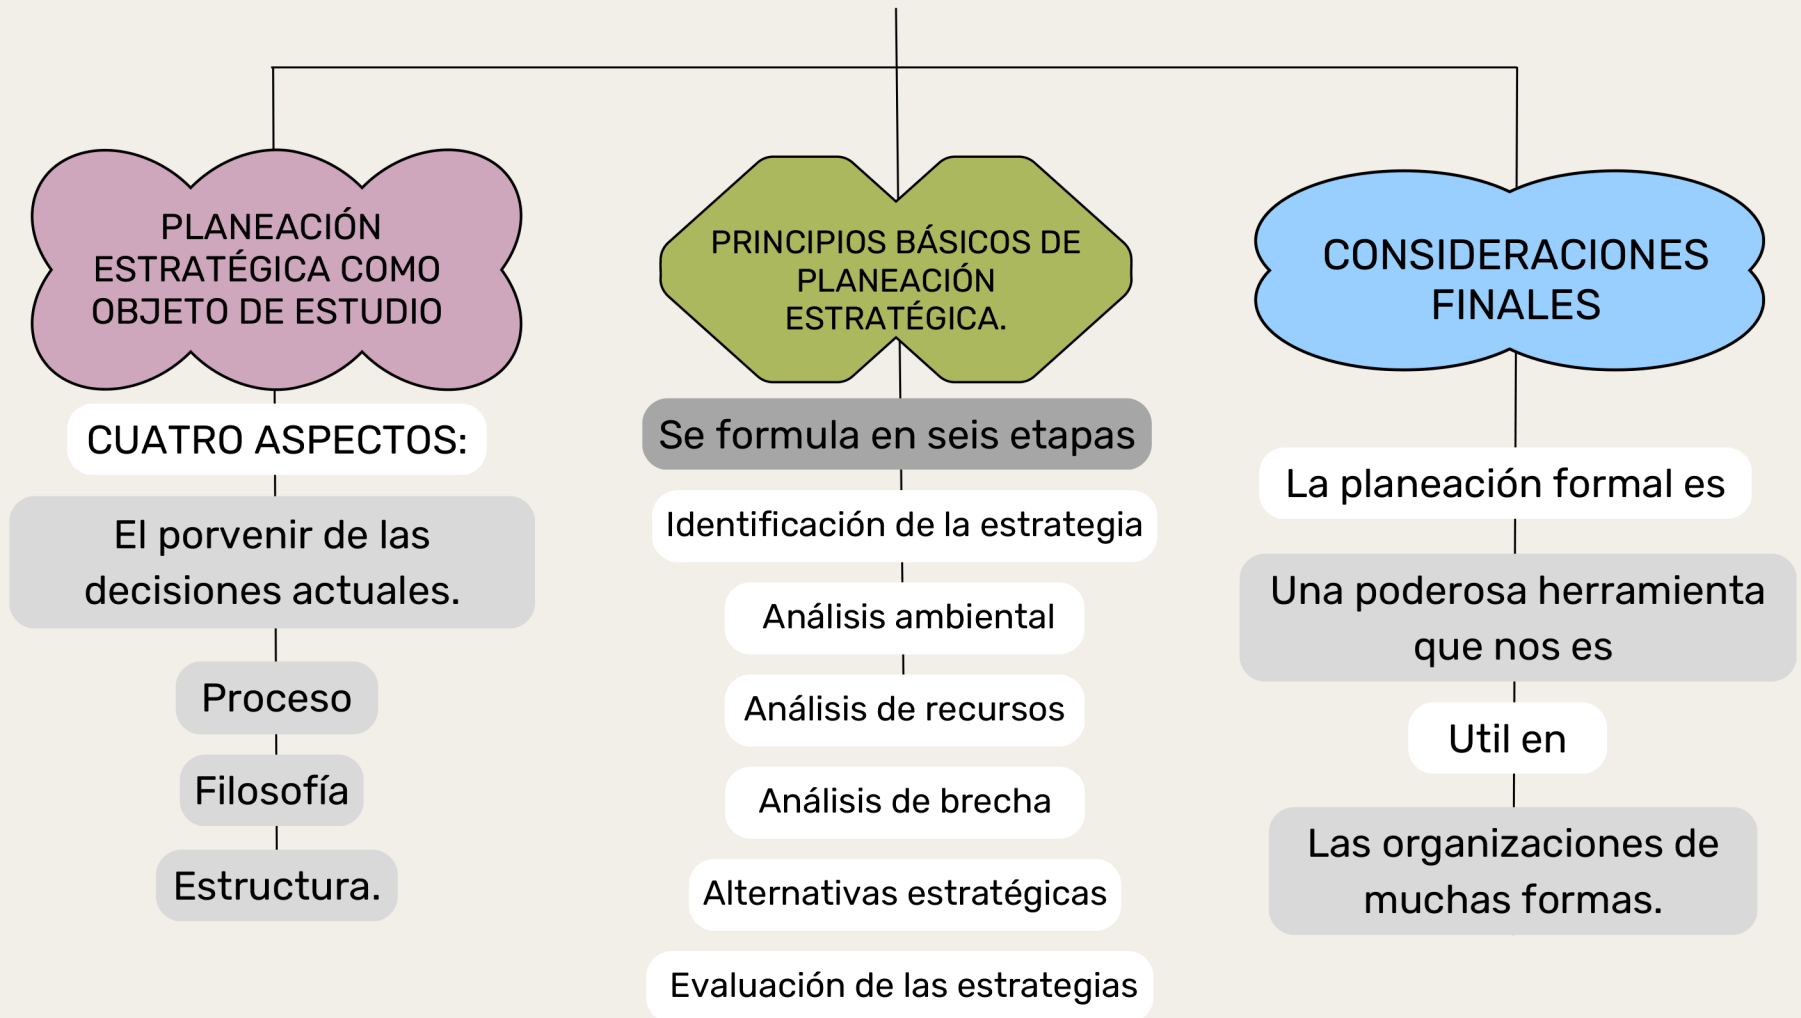 PLANEACIÓN
ESTRATÉGICA COMO
OBJETO DE ESTUDIO
CUATRO ASPECTOS:
El porvenir de las
decisiones actuales.
Proceso
Filosofía
Estructura.
PRINCIPIOS BÁSICOS DE
PLANEACIÓN
ESTRATÉGICA.
Se formula en seis etapas
Identificación de la estrategia
Análisis ambiental
Análisis de recursos
Análisis de brecha
Alternativas estratégicas
Evaluación de las estrategias
CONSIDERACIONES
FINALES
La planeación formal es
Una poderosa herramienta
que nos es
Util en
Las organizaciones de
muchas formas.